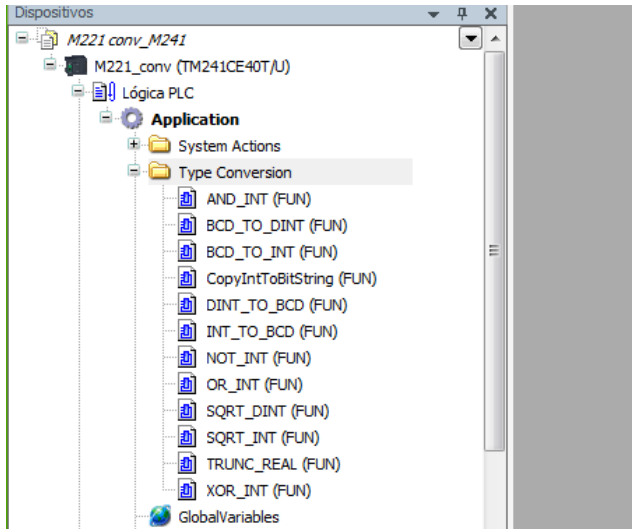 Dispositivos
M221 conv_M241
M221_conv (TM241CE40T/U)
Lógica PLC
Application
System Actions
Type Conversion
AND_INT (FUN)
BCD_TO_DINT (FUN)
BCD_TO_INT (FUN)
CopyIntToBitString (FUN)
DINT_TO_BCD (FUN)
INT_TO_BCD (FUN)
NOT_INT (FUN)
OR_INT (FUN)
SQRT_DINT (FUN)
SQRT_INT (FUN)
TRUNC_REAL (FUN)
XOR_INT (FUN)
GlobalVariables